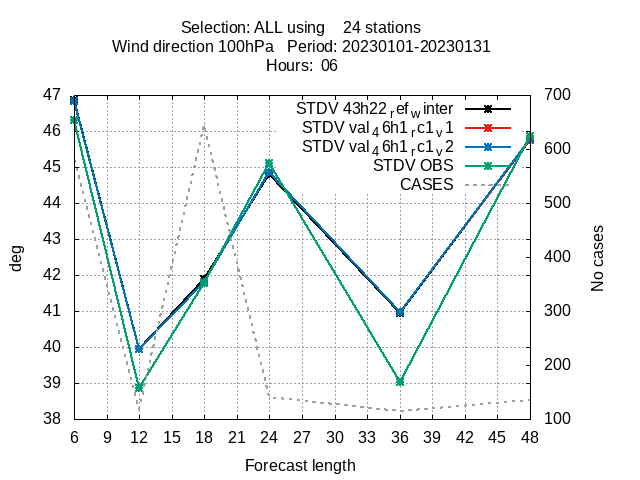 Selection: ALL using    24 stations
Wind direction 100hPa   Period: 20230101-20230131
Hours:  06
STDV 43h22ref_winter
STDV val_46h1_rc1_v1
STDV val_46h1_rc1_v2
STDV OBS
CASES
47
46
45
44
43
42
41
40
39
38
deg
700
600
500
400
300
200
100
No cases
6 9 12 15 18 21 24 27 30 33 36 39 42 45 48
Forecast length